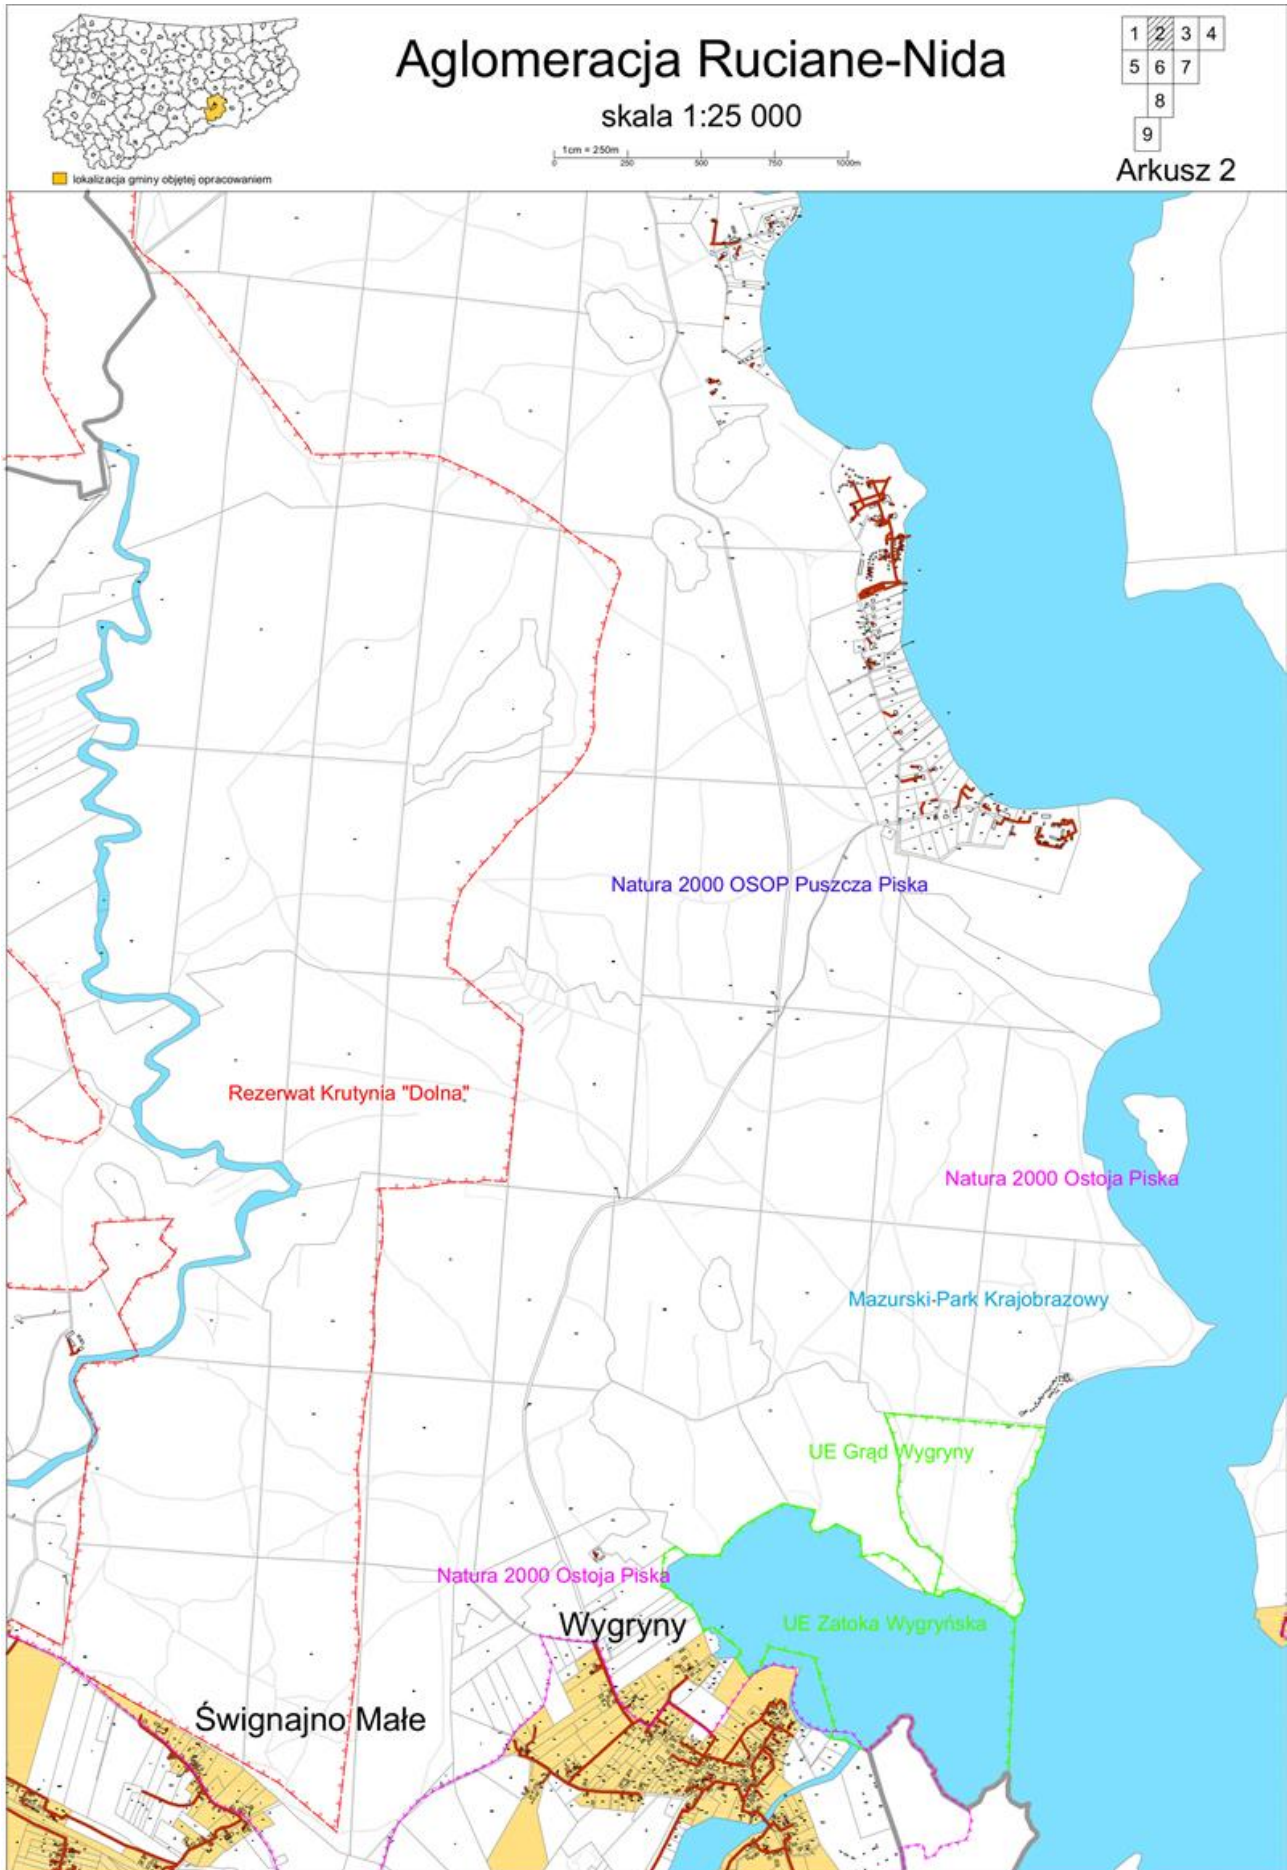 Aglomeracja Ruciane-Nida
skala 1:25 000
1cm = 250m
0 250 500 750 1000m
lokalizacja gminy objętej opracowaniem
1 2 3 4
5 6 7
8
9
Arkusz 2
Natura 2000 OSOP Puszcza Piska
Rezerwat Krutynia "Dolna"
Natura 2000 Ostoja Piska
Mazurski Park Krajobrazowy
UE Grąd Wygryny
Natura 2000 Ostoja Piska
UE Zatoka Wygryńska
Wygryny
Śwignajno Małe